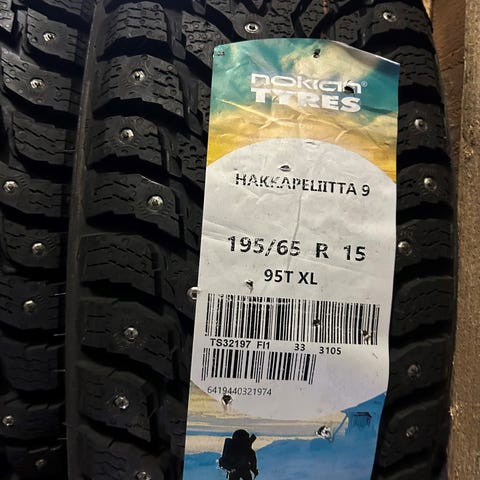 nokian®
TYRES
HAKKAPELIITTA 9
195/65 R 15
95T XL
TS32197 FI1 33 3105
6419440321974